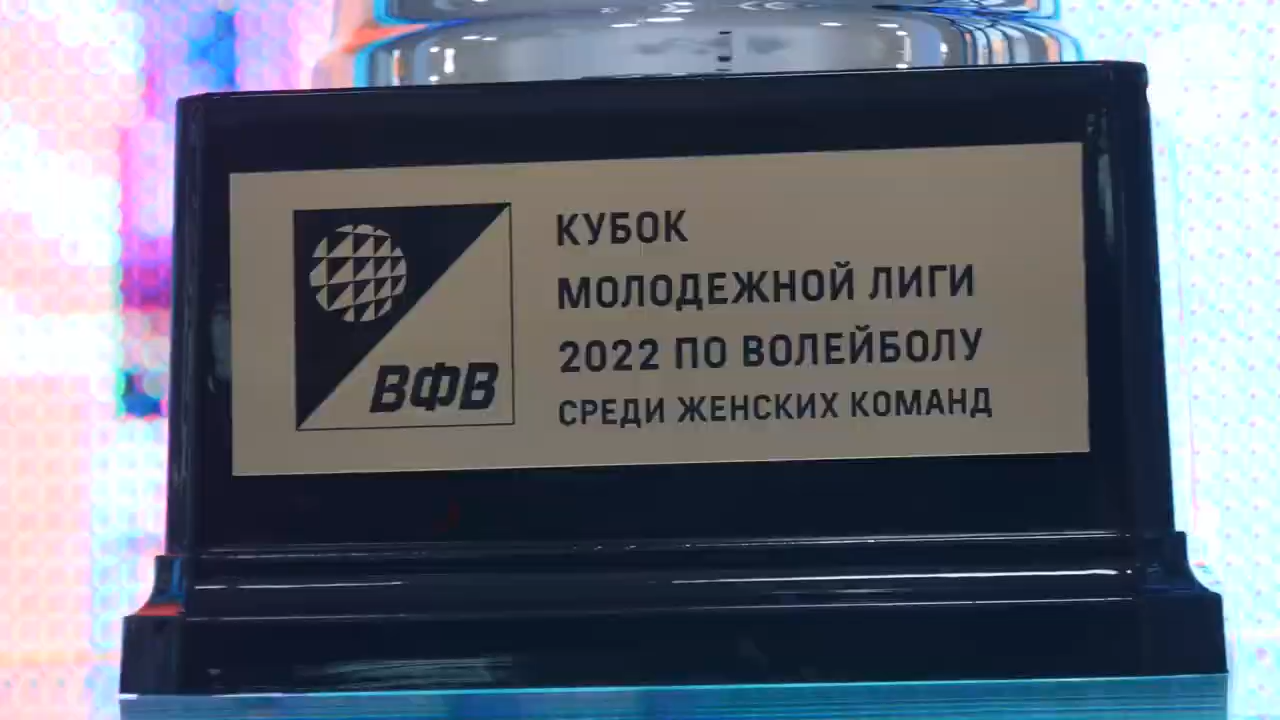 ВФВ
КУБОК
МОЛОДЕЖНОЙ ЛИГИ
2022 ПО ВОЛЕЙБОЛУ
СРЕДИ ЖЕНСКИХ КОМАНД